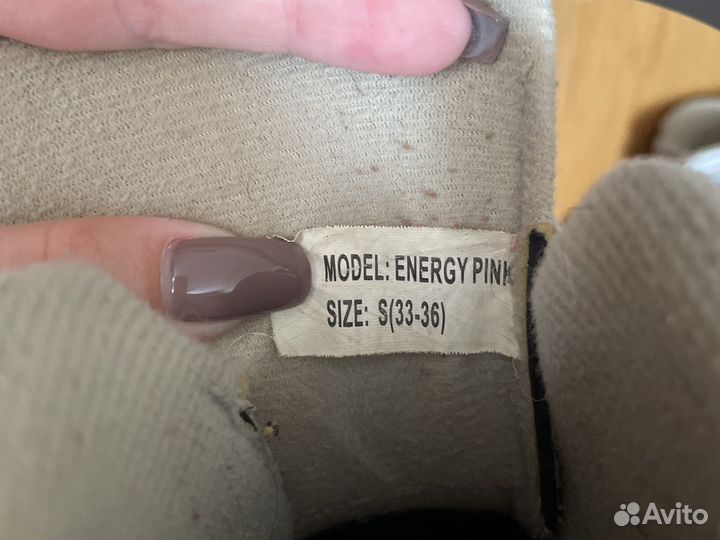 MODEL: ENERGY PINK
SIZE: S(33-36)
Avito